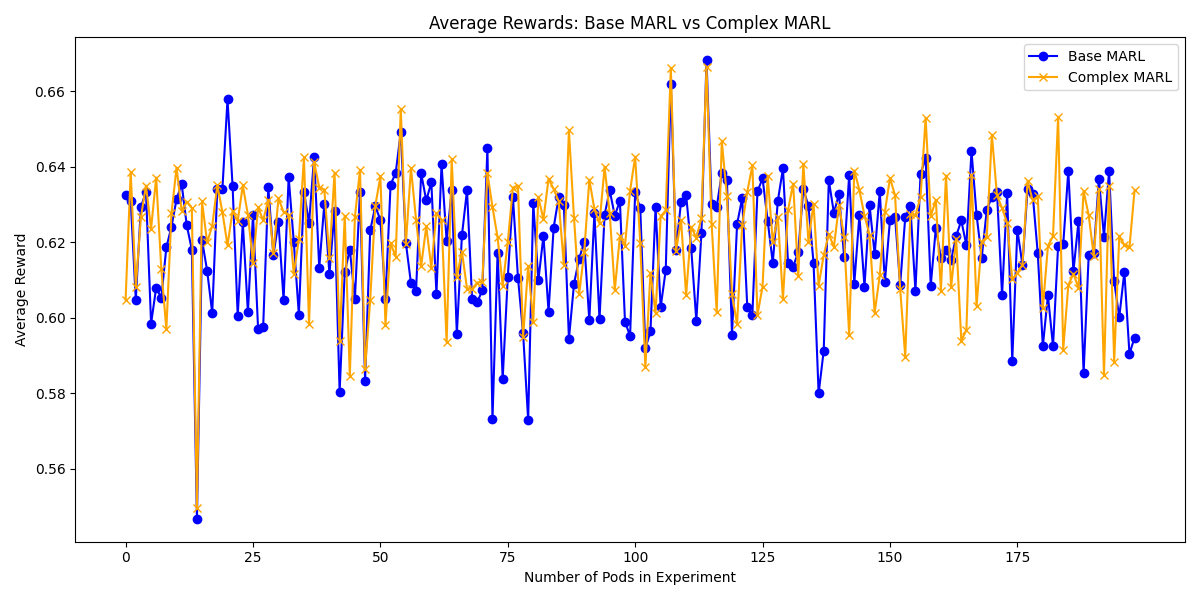 Average Rewards: Base MARL vs Complex MARL
Base MARL
Complex MARL
Average Reward
0.66
0.64
0.62
0.60
0.58
0.56
0 25 50 75 100 125 150 175
Number of Pods in Experiment